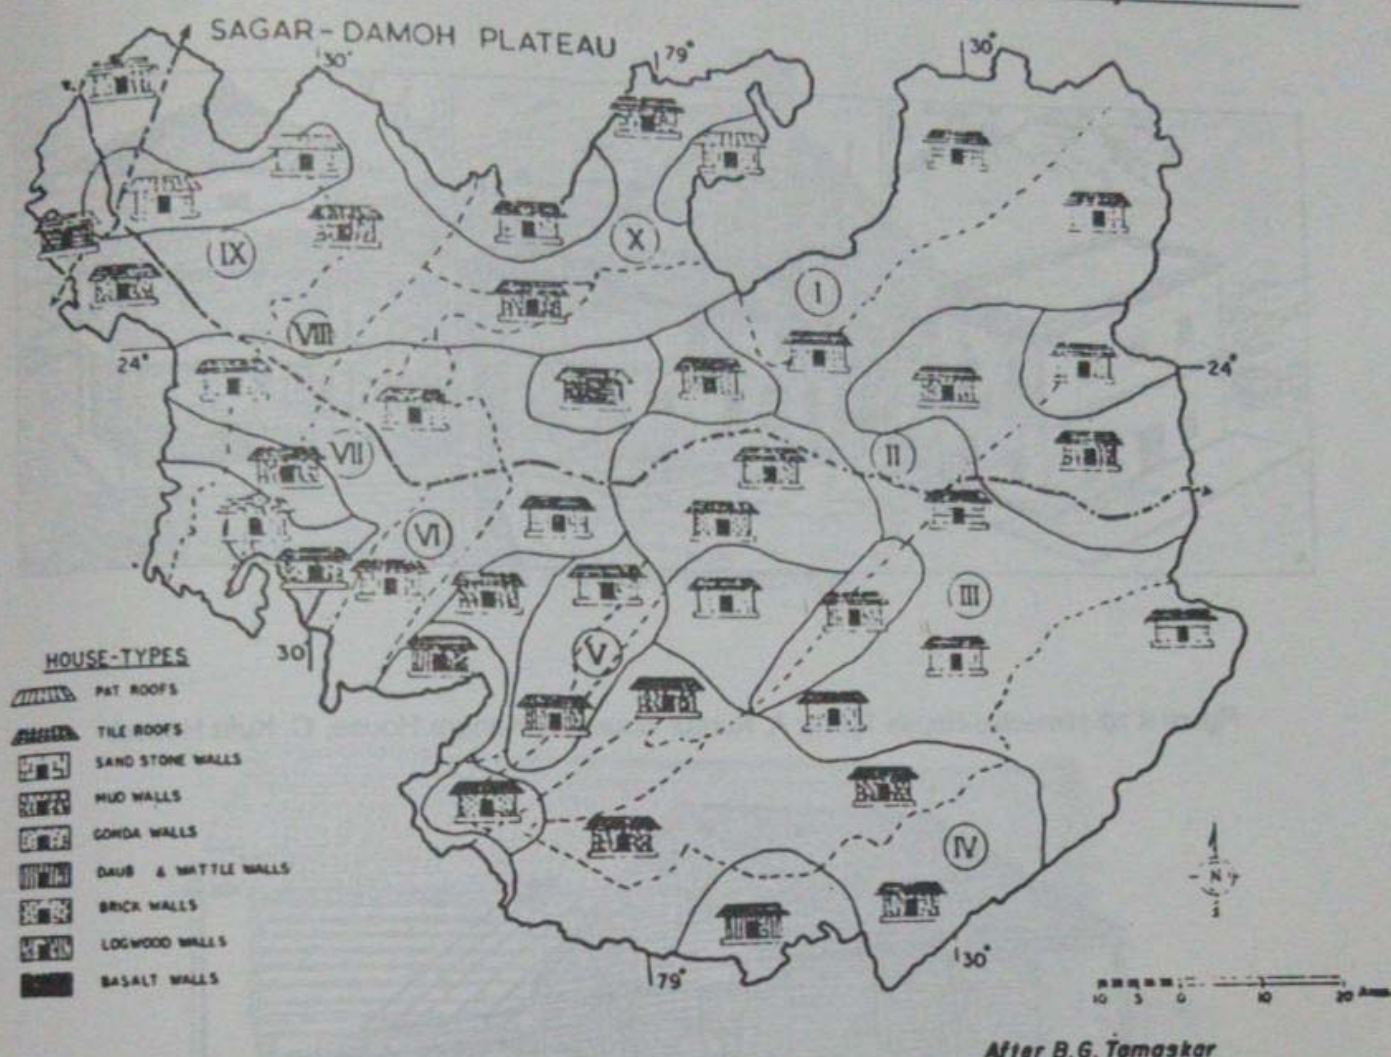 SAGAR-DAMOH PLATEAU
30'
79°
30'
X
IX
I
VIII
24°
24°
VII
II
VI
III
V
30
HOUSE-TYPES
PAT ROOFS
TILE ROOFS
SAND STONE WALLS
MUD WALLS
GONDA WALLS
DAUB & WATTLE WALLS
BRICK WALLS
LOGWOOD WALLS
BASALT WALLS
IV
N
S
79°
30'
10 5 0 10 20
After B.G. Tamaskar